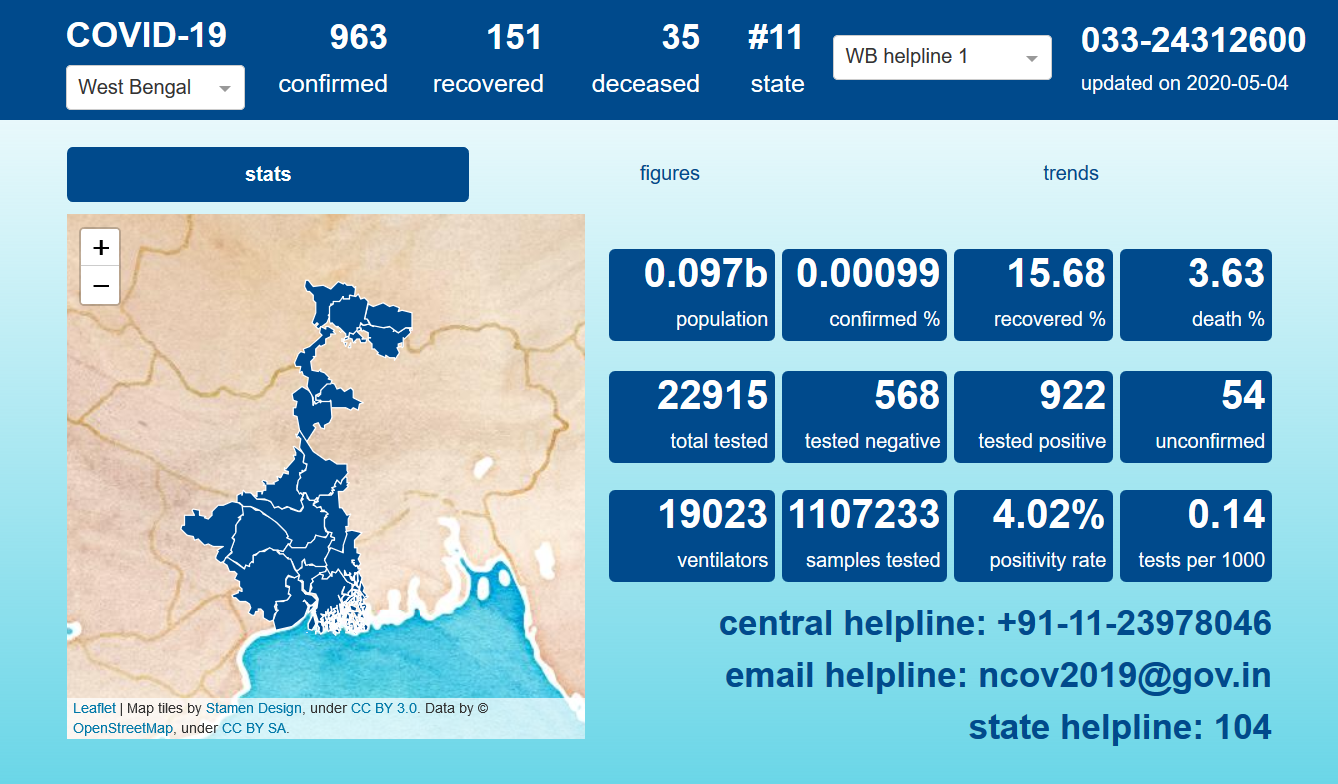 COVID-19
West Bengal
963
confirmed
151
recovered
35
deceased
#11
state
WB helpline 1
033-24312600
updated on 2020-05-04
stats
figures
trends
+
−
Leaflet | Map tiles by Stamen Design, under CC BY 3.0. Data by ©
OpenStreetMap, under CC BY SA.
0.097b
population
0.00099
confirmed %
15.68
recovered %
3.63
death %
22915
total tested
568
tested negative
922
tested positive
54
unconfirmed
19023
ventilators
1107233
samples tested
4.02%
positivity rate
0.14
tests per 1000
central helpline: +91-11-23978046
email helpline: ncov2019@gov.in
state helpline: 104